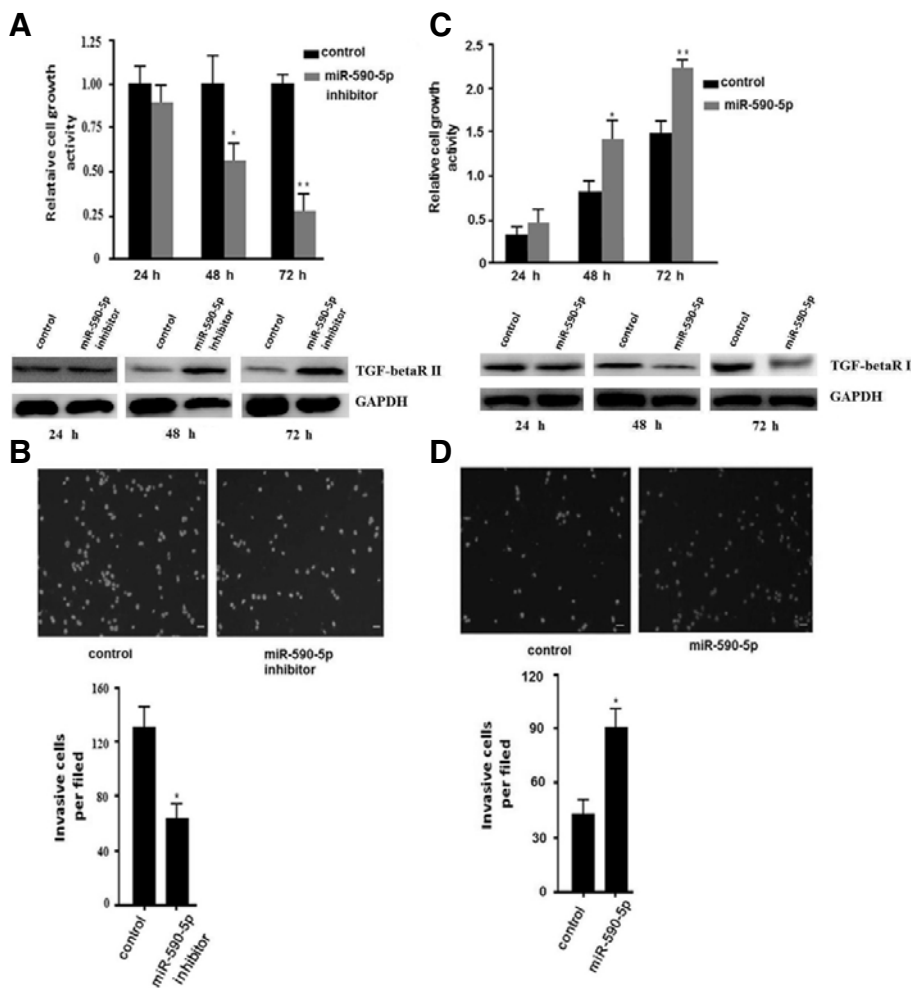 A
1.25
1.00
0.75
0.50
0.25
0
Relataive cell growth
activity
control
miR-590-5p
inhibitor
*
**
24 h
48 h
72 h
control
miR-590-5p
inhibitor
control
miR-590-5p
inhibitor
control
miR-590-5p
inhibitor
TGF-betaR II
GAPDH
24 h
48 h
72 h
B
control
miR-590-5p
inhibitor
160
120
80
40
0
Invasive cells
per filed
*
control
miR-590-5p
inhibitor
C
2.5
2.0
1.5
1.0
0.5
0
Relative cell growth
activity
control
miR-590-5p
*
**
24 h
48 h
72 h
control
miR-590-5p
control
miR-590-5p
control
miR-590-5p
TGF-betaR I
GAPDH
24 h
48 h
72 h
D
control
miR-590-5p
120
90
60
30
0
Invasive cells
per filed
*
control
miR-590-5p